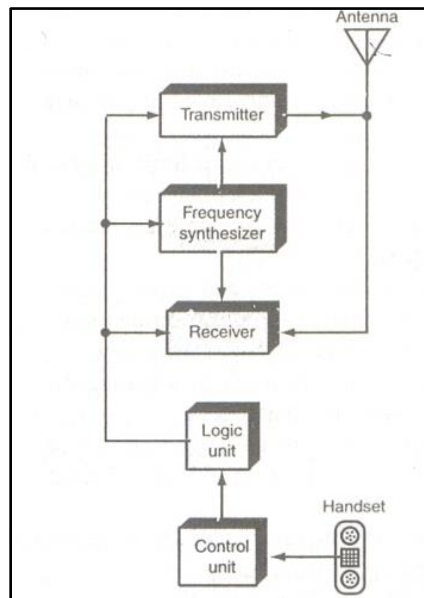 Antenna
Transmitter
Frequency
synthesizer
Receiver
Logic
unit
Handset
Control
unit